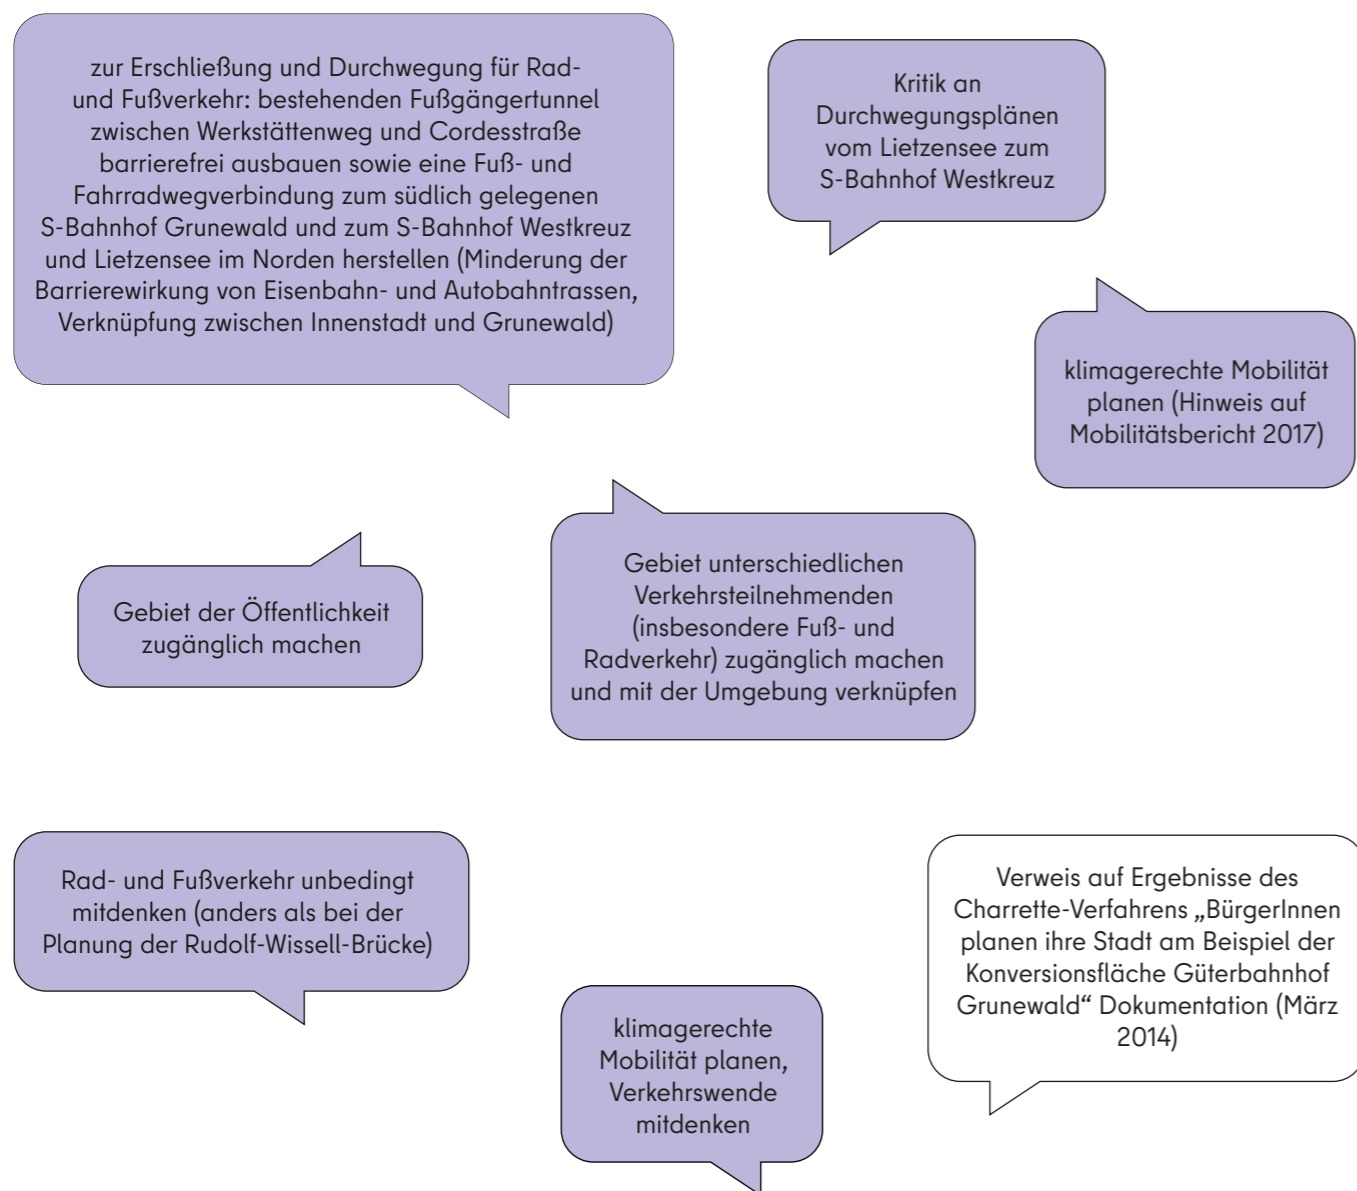 zur Erschließung und Durchwegung für Rad-
und Fußverkehr: bestehenden Fußgängertunnel
zwischen Werkstättenweg und Cordesstraße
barrierefrei ausbauen sowie eine Fuß- und
Fahrradwegverbindung zum südlich gelegenen
S-Bahnhof Grunewald und zum S-Bahnhof Westkreuz
und Lietzensee im Norden herstellen (Minderung der
Barrierewirkung von Eisenbahn- und Autobahntrassen,
Verknüpfung zwischen Innenstadt und Grunewald)
Kritik an
Durchwegungsplänen
vom Lietzensee zum
S-Bahnhof Westkreuz
klimagerechte Mobilität
planen (Hinweis auf
Mobilitätsbericht 2017)
Gebiet der Öffentlichkeit
zugänglich machen
Gebiet unterschiedlichen
Verkehrsteilnehmenden
(insbesondere Fuß- und
Radverkehr) zugänglich machen
und mit der Umgebung verknüpfen
Rad- und Fußverkehr unbedingt
mitdenken (anders als bei der
Planung der Rudolf-Wissell-Brücke)
klimagerechte
Mobilität planen,
Verkehrswende
mitdenken
Verweis auf Ergebnisse des
Charrette-Verfahrens „BürgerInnen
planen ihre Stadt am Beispiel der
Konversionsfläche Güterbahnhof
Grunewald“ Dokumentation (März
2014)